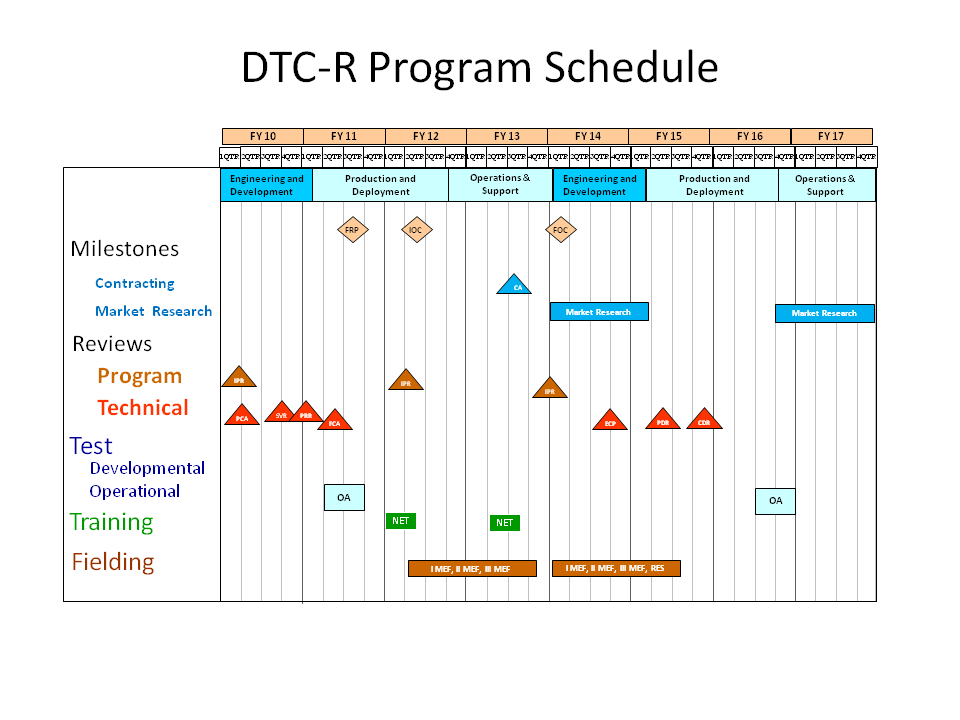 DTC-R Program Schedule
FY 10 FY 11 FY 12 FY 13 FY 14 FY 15 FY 16 FY 17
1QTR 2QTR 3QTR 4QTR 1QTR 2QTR 3QTR 4QTR 1QTR 2QTR 3QTR 4QTR 1QTR 2QTR 3QTR 4QTR 1QTR 2QTR 3QTR 4QTR 1QTR 2QTR 3QTR 4QTR 1QTR 2QTR 3QTR 4QTR 1QTR 2QTR 3QTR 4QTR
Engineering and Production and Operations & Engineering and Production and Operations &
Development Deployment Support Development Deployment Support
FRP IOC FOC
Milestones
Contracting CA
Market Research Market Research Market Research
Reviews
Program IPR IPR IPR
Technical PCA SVR PRR FCA ECP PDR CDR
Test
Developmental
Operational OA OA
Training NET NET
Fielding I MEF, II MEF, III MEF I MEF, II MEF, III MEF, RES